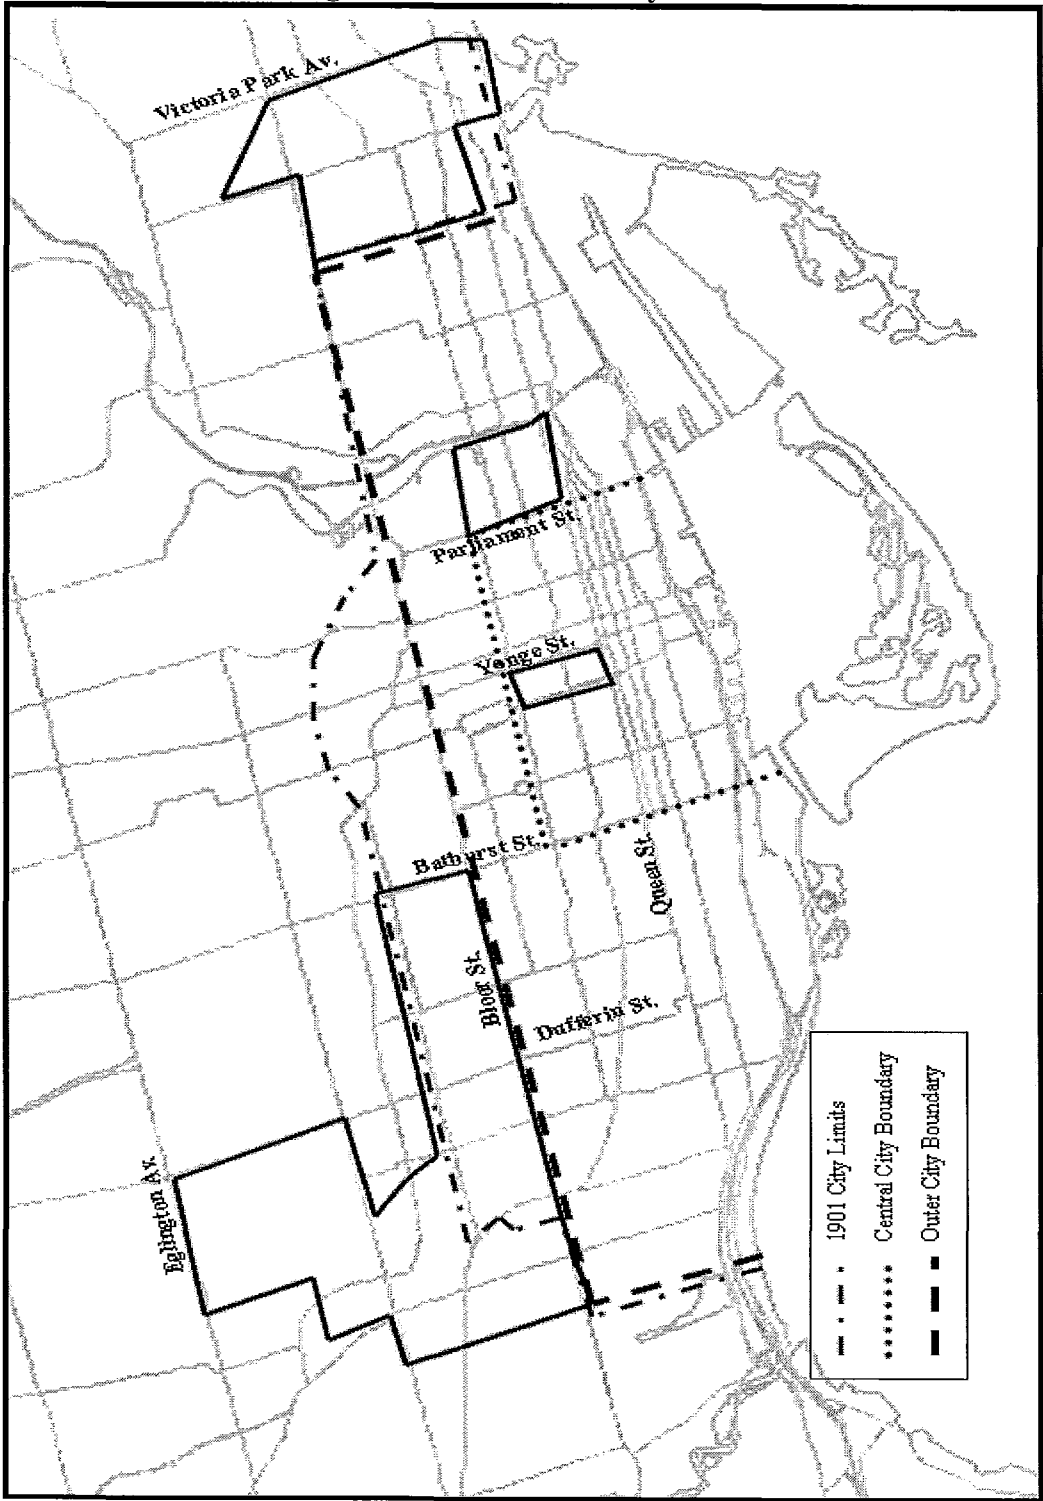 Victoria Park Av.
Parliament St.
Yonge St.
Bathurst St.
Queen St.
Bloor St.
Dufferin St.
Eglington Av.
1901 City Limits
Central City Boundary
Outer City Boundary